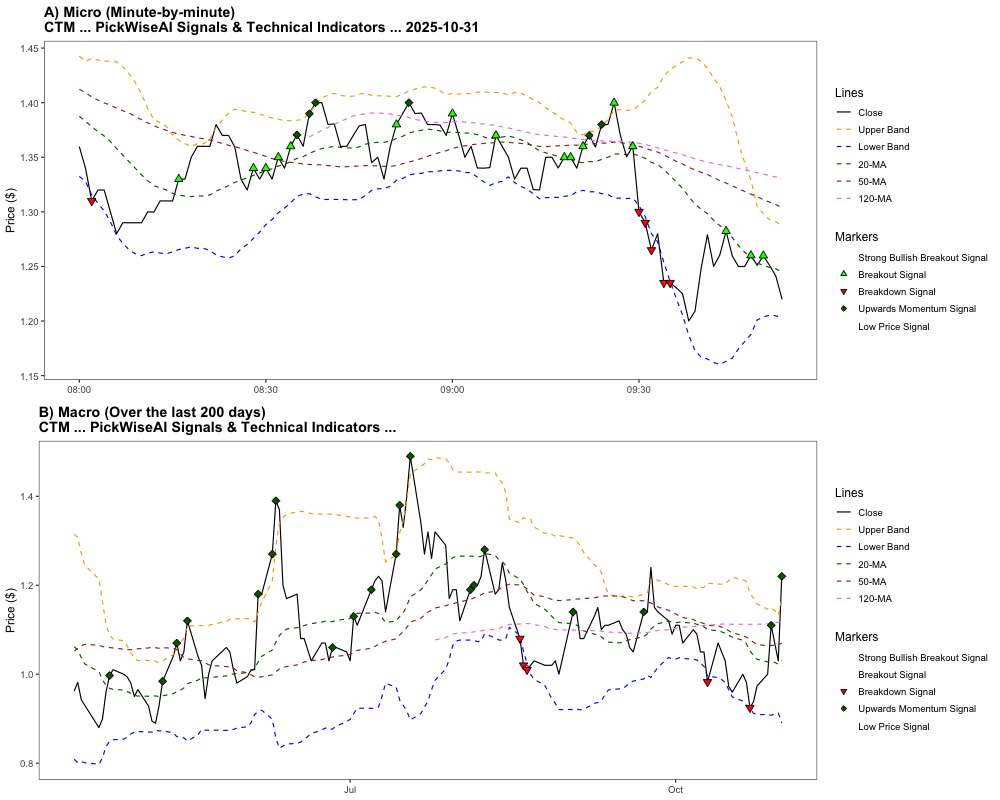 A) Micro (Minute-by-minute)
CTM ... PickWiseAI Signals & Technical Indicators ... 2025-10-31
Price ($)
1.45
1.40
1.35
1.30
1.25
1.20
1.15
08:00
08:30
09:00
09:30
Lines
Close
Upper Band
Lower Band
20-MA
50-MA
120-MA
Markers
Strong Bullish Breakout Signal
Breakout Signal
Breakdown Signal
Upwards Momentum Signal
Low Price Signal
B) Macro (Over the last 200 days)
CTM ... PickWiseAI Signals & Technical Indicators ...
Price ($)
1.4
1.2
1.0
0.8
Jul
Oct
Lines
Close
Upper Band
Lower Band
20-MA
50-MA
120-MA
Markers
Strong Bullish Breakout Signal
Breakout Signal
Breakdown Signal
Upwards Momentum Signal
Low Price Signal